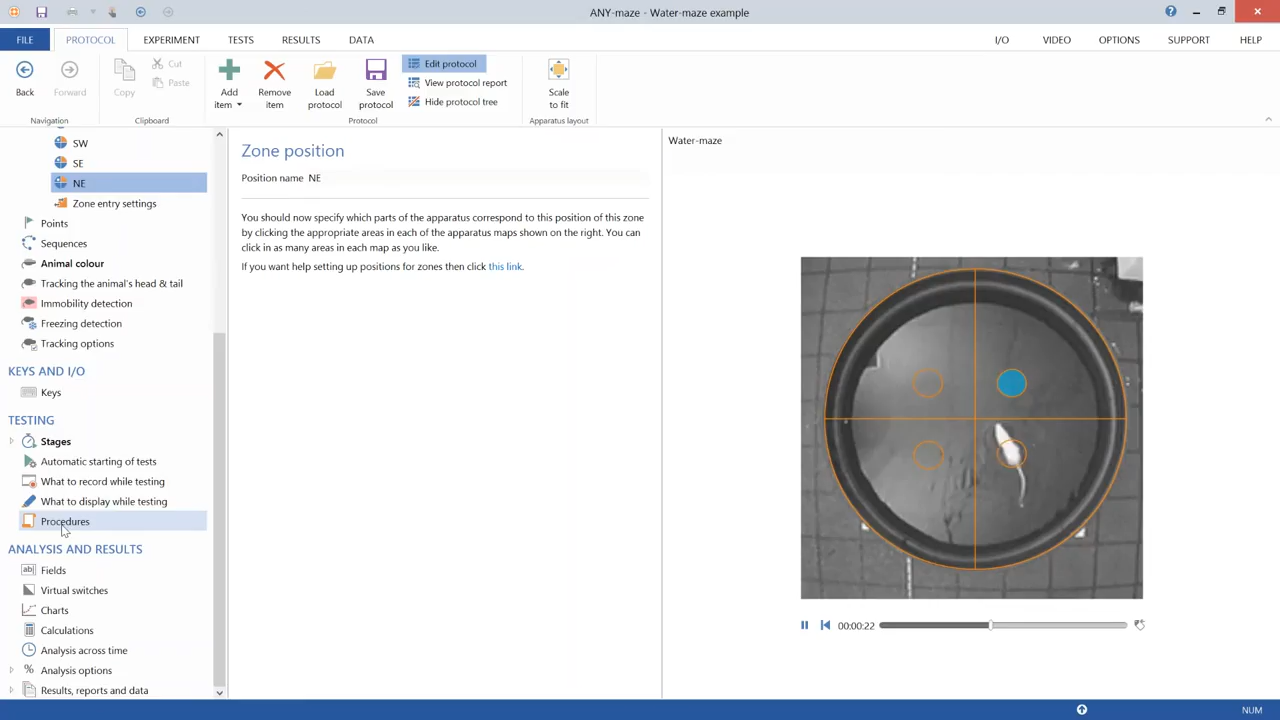 ANY-maze - Water-maze example
FILE
PROTOCOL
EXPERIMENT
TESTS
RESULTS
DATA
I/O
VIDEO
OPTIONS
SUPPORT
HELP
Back
Forward
Navigation
Copy
Cut
Paste
Clipboard
Add item
Remove item
Load protocol
Save protocol
Edit protocol
View protocol report
Hide protocol tree
Protocol
Scale to fit
Apparatus layout
SW
SE
NE
Zone entry settings
Points
Sequences
Animal colour
Tracking the animal's head & tail
Immobility detection
Freezing detection
Tracking options
KEYS AND I/O
Keys
TESTING
Stages
Automatic starting of tests
What to record while testing
What to display while testing
Procedures
ANALYSIS AND RESULTS
Fields
Virtual switches
Charts
Calculations
Analysis across time
Analysis options
Results, reports and data
Zone position
Position name NE
You should now specify which parts of the apparatus correspond to this position of this zone
by clicking the appropriate areas in each of the apparatus maps shown on the right. You can
click in as many areas in each map as you like.
If you want help setting up positions for zones then click this link.
Water-maze
00:00:22
NUM